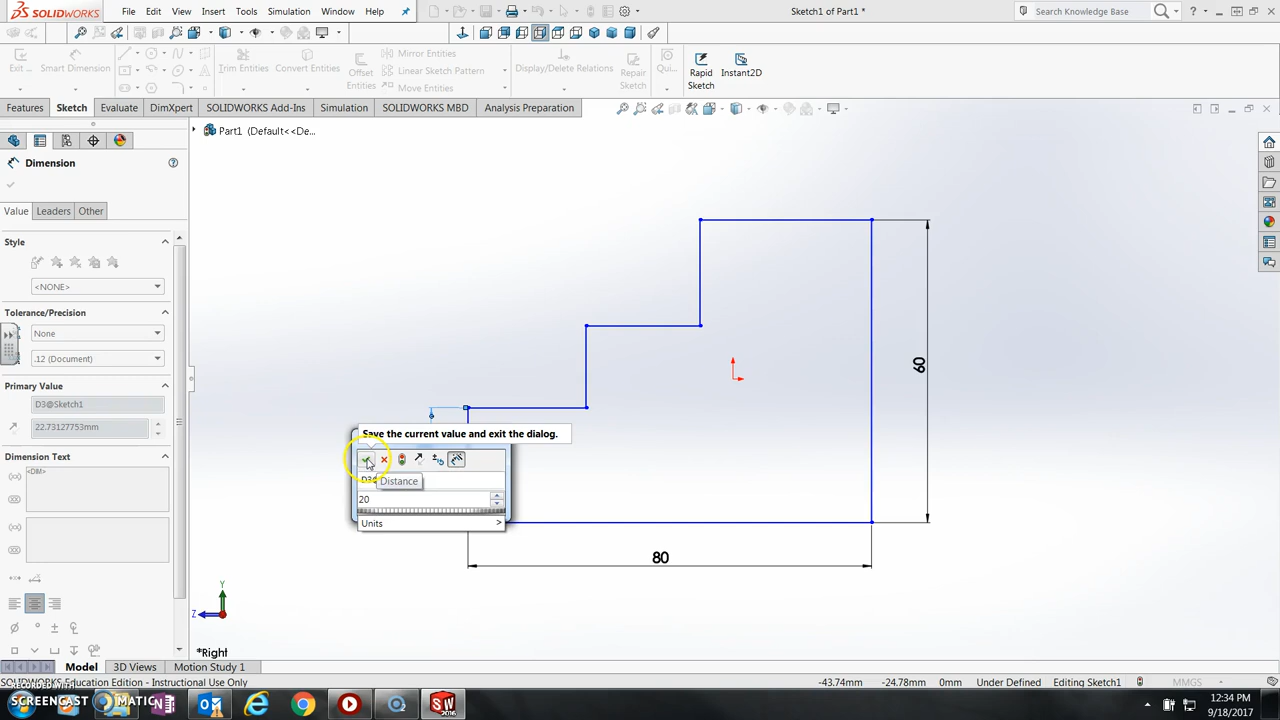 SOLIDWORKS
File Edit View Insert Tools Simulation Window Help
Sketch1 of Part1 *
Search Knowledge Base
Exit ...
Smart Dimension
Trim Entities
Convert Entities
Offset Entities
Mirror Entities
Linear Sketch Pattern
Move Entities
Display/Delete Relations
Repair Sketch
Qui...
Rapid Sketch
Instant2D
Features Sketch Evaluate DimXpert SOLIDWORKS Add-Ins Simulation SOLIDWORKS MBD Analysis Preparation
Part1 (Default<<De...
Dimension
Value Leaders Other
Style
<NONE>
Tolerance/Precision
None
.12 (Document)
Primary Value
D3@Sketch1
22.73127753mm
Dimension Text
<DIM>
Save the current value and exit the dialog.
Distance
20
Units >
60
80
Y
Z
*Right
Model 3D Views Motion Study 1
SOLIDWORKS Education Edition - Instructional Use Only
-43.74mm -24.78mm 0mm Under Defined Editing Sketch1 MMGS
RECORDED WITH
SCREENCAST MATIC
SW
2016
12:34 PM
9/18/2017